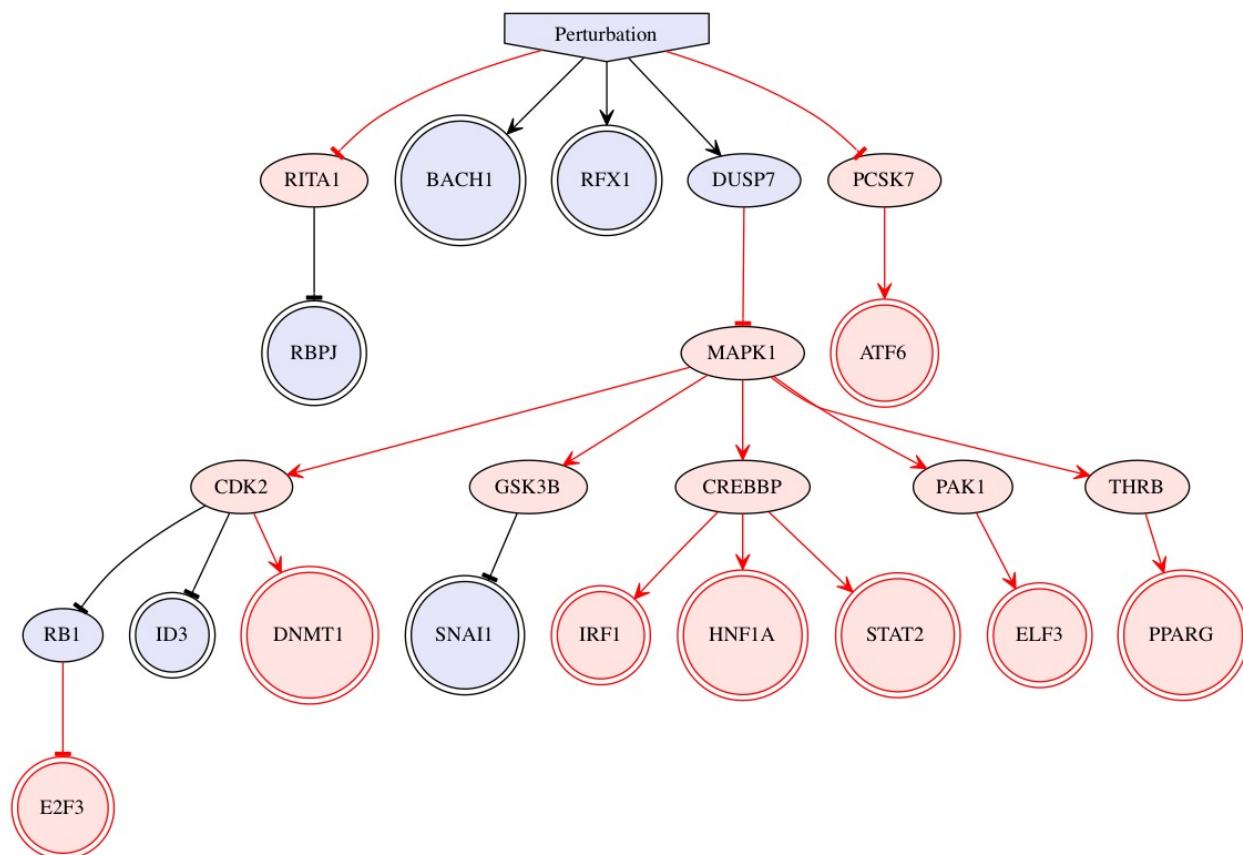 Perturbation
RITA1
BACH1
RFX1
DUSP7
PCSK7
RBPJ
MAPK1
ATF6
CDK2
GSK3B
CREBBP
PAK1
THRB
RB1
ID3
DNMT1
SNAI1
IRF1
HNF1A
STAT2
ELF3
PPARG
E2F3